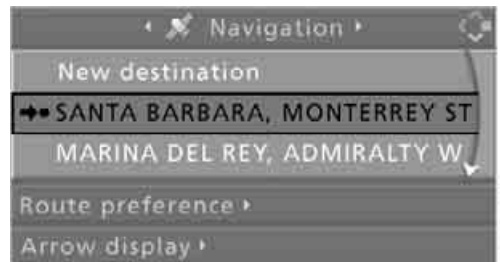 Navigation
New destination
SANTA BARBARA, MONTERREY ST
MARINA DEL REY, ADMIRALTY W
Route preference
Arrow display